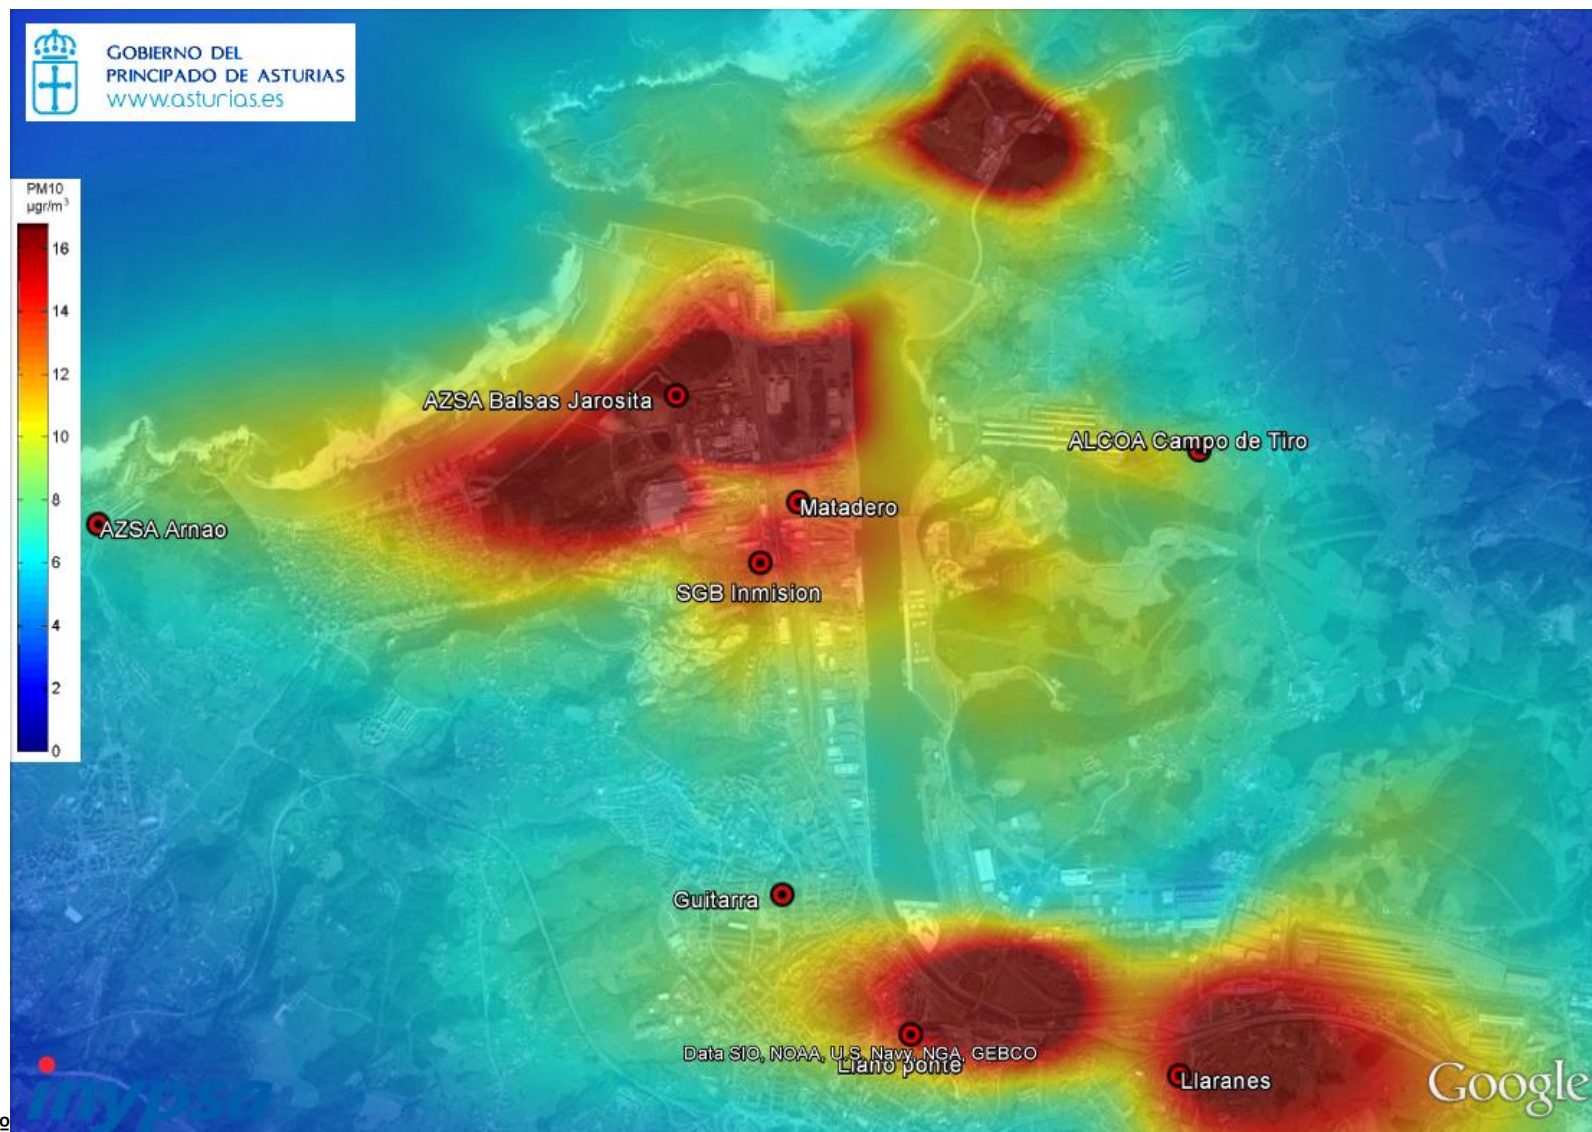 GOBIERNO DEL
PRINCIPADO DE ASTURIAS
www.asturias.es
PM10
µgr/m³
16
14
12
10
8
6
4
2
0
AZSA Balsas Jarosita
ALCOA Campo de Tiro
Matadero
AZSA Arnao
SGB Inmision
Guitarra
Data SIO, NOAA, U.S. Navy, NGA, GEBCO
Llano ponte
Llaranes
Google
inypsa
º